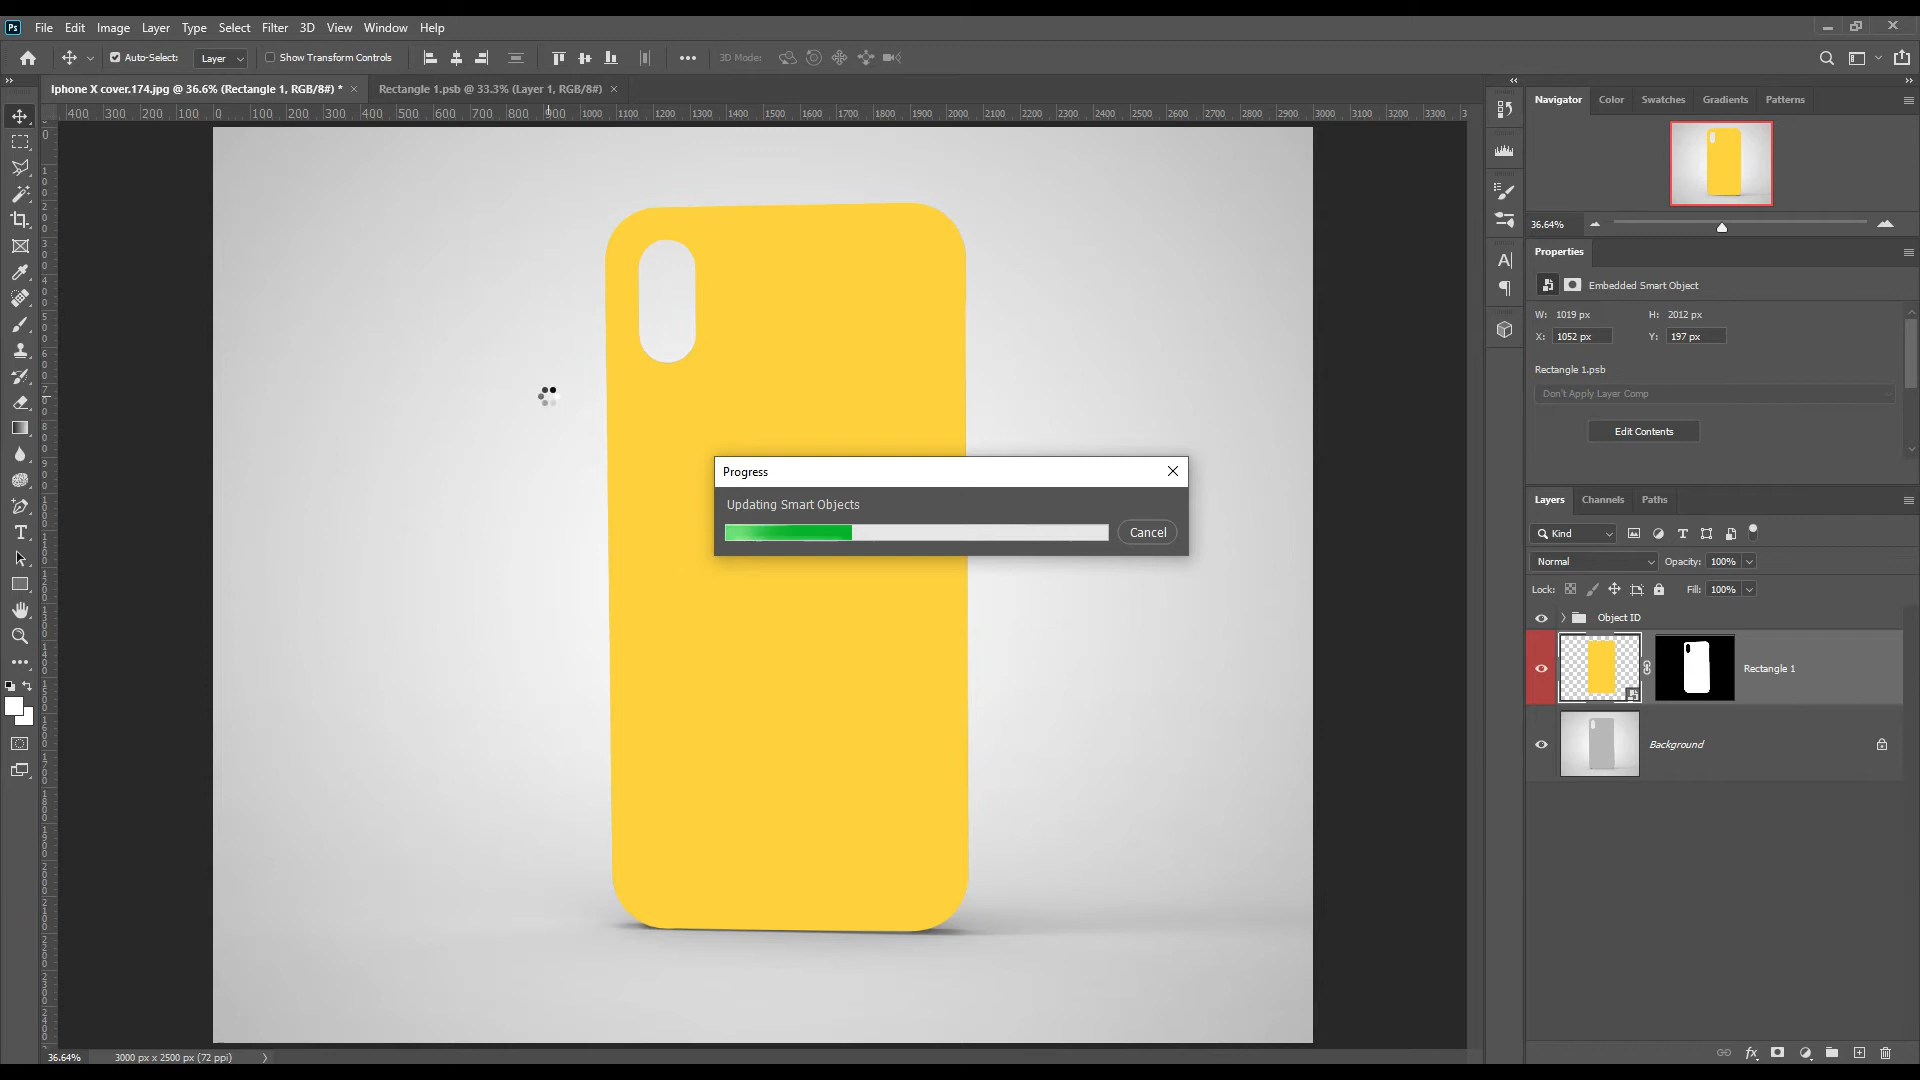 Ps File Edit Image Layer Type Select Filter 3D View Window Help
Auto-Select: Layer Show Transform Controls ••• 3D Mode:
Iphone X cover.174.jpg @ 36.6% (Rectangle 1, RGB/8#) * × Rectangle 1.psb @ 33.3% (Layer 1, RGB/8#) ×
400 300 200 100 0 100 200 300 400 500 600 700 800 900 1000 1100 1200 1300 1400 1500 1600 1700 1800 1900 2000 2100 2200 2300 2400 2500 2600 2700 2800 2900 3000 3100 3200 3300
Navigator Color Swatches Gradients Patterns
36.64%
Properties
Embedded Smart Object
W: 1019 px H: 2012 px
X: 1052 px Y: 197 px
Rectangle 1.psb
Don't Apply Layer Comp
Edit Contents
Progress
Updating Smart Objects
Cancel
Layers Channels Paths
Kind
Normal Opacity: 100%
Lock: Fill: 100%
Object ID
Rectangle 1
Background
36.64% 3000 px x 2500 px (72 ppi)